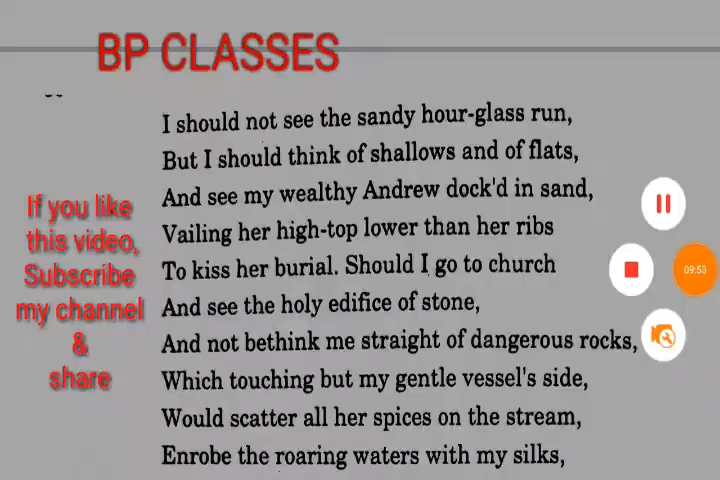 BP CLASSES
I should not see the sandy hour-glass run,
But I should think of shallows and of flats,
And see my wealthy Andrew dock'd in sand,
Vailing her high-top lower than her ribs
To kiss her burial. Should I go to church
And see the holy edifice of stone,
And not bethink me straight of dangerous rocks,
Which touching but my gentle vessel's side,
Would scatter all her spices on the stream,
Enrobe the roaring waters with my silks,
If you like
this video,
Subscribe
my channel
&
share
09:53